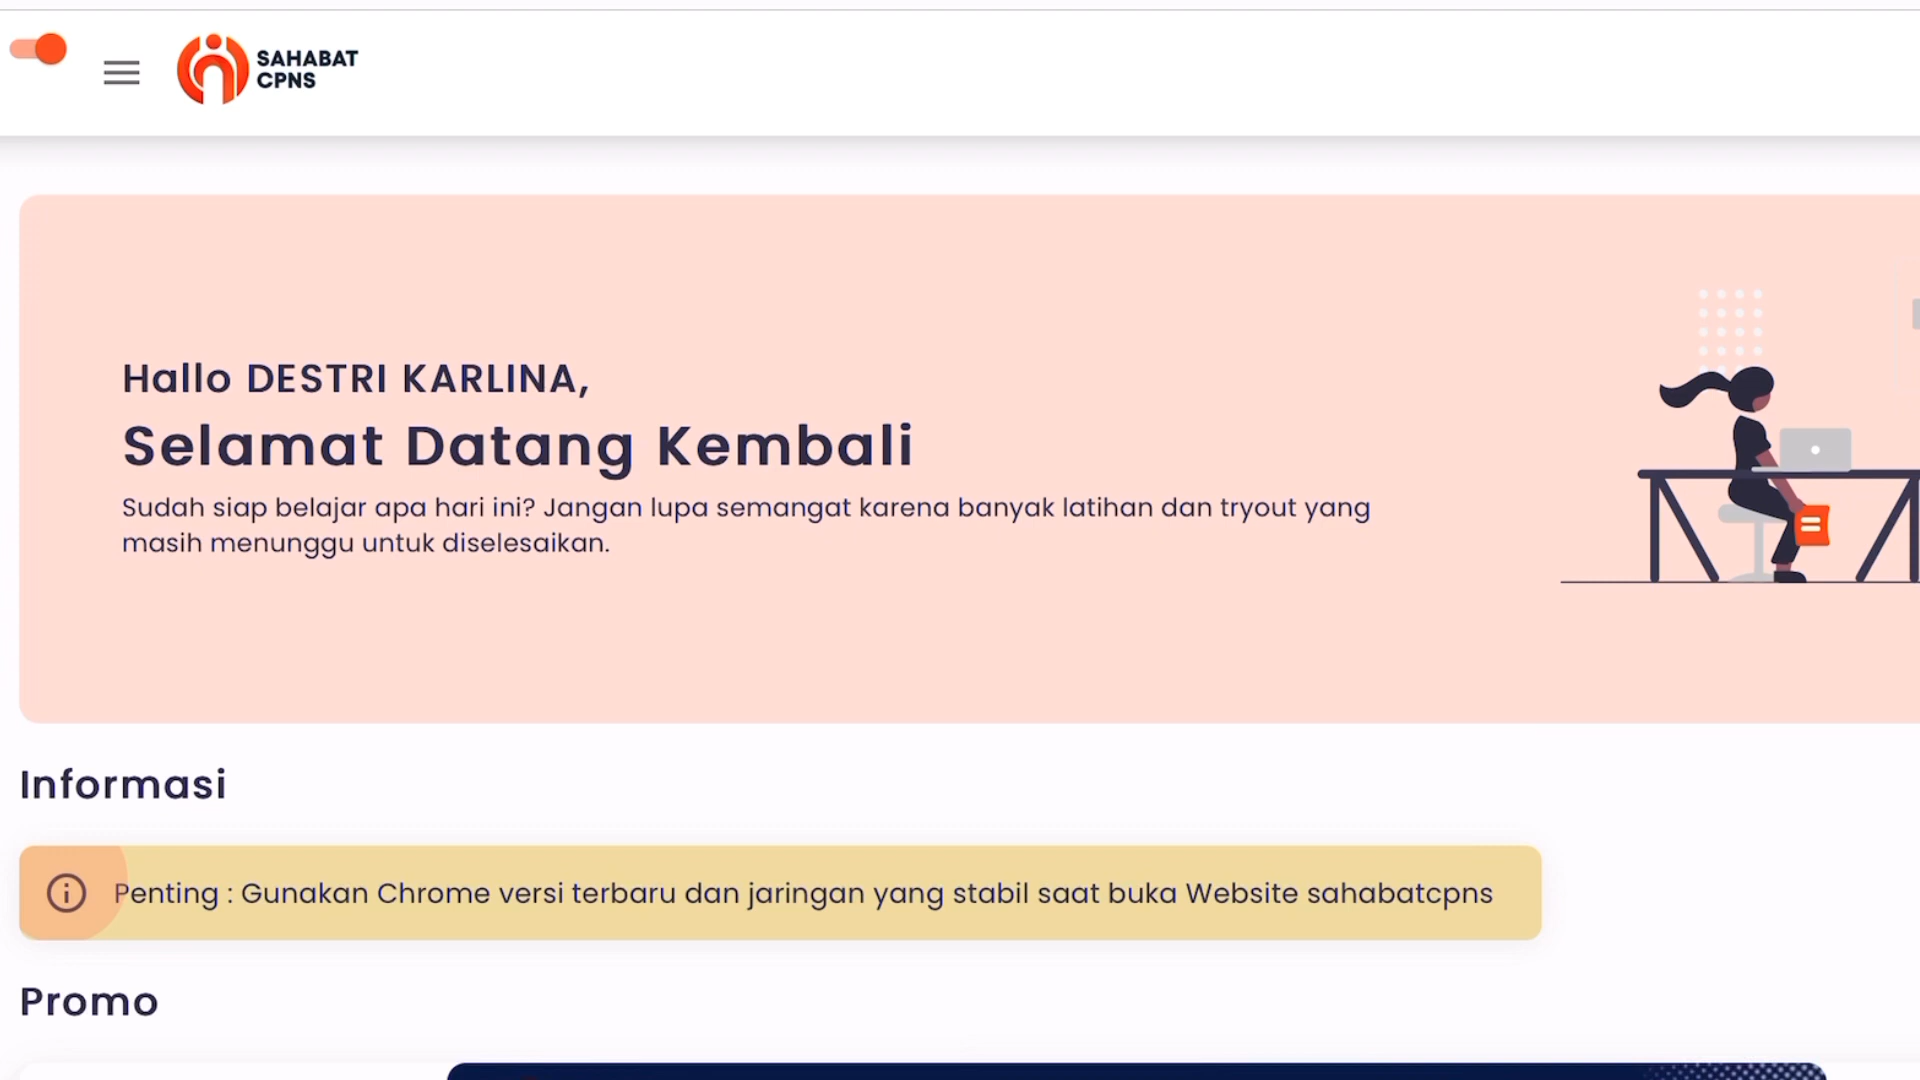 SAHABAT
CPNS
Hallo DESTRI KARLINA,
Selamat Datang Kembali
Sudah siap belajar apa hari ini? Jangan lupa semangat karena banyak latihan dan tryout yang
masih menunggu untuk diselesaikan.
Informasi
Penting : Gunakan Chrome versi terbaru dan jaringan yang stabil saat buka Website sahabatcpns
Promo